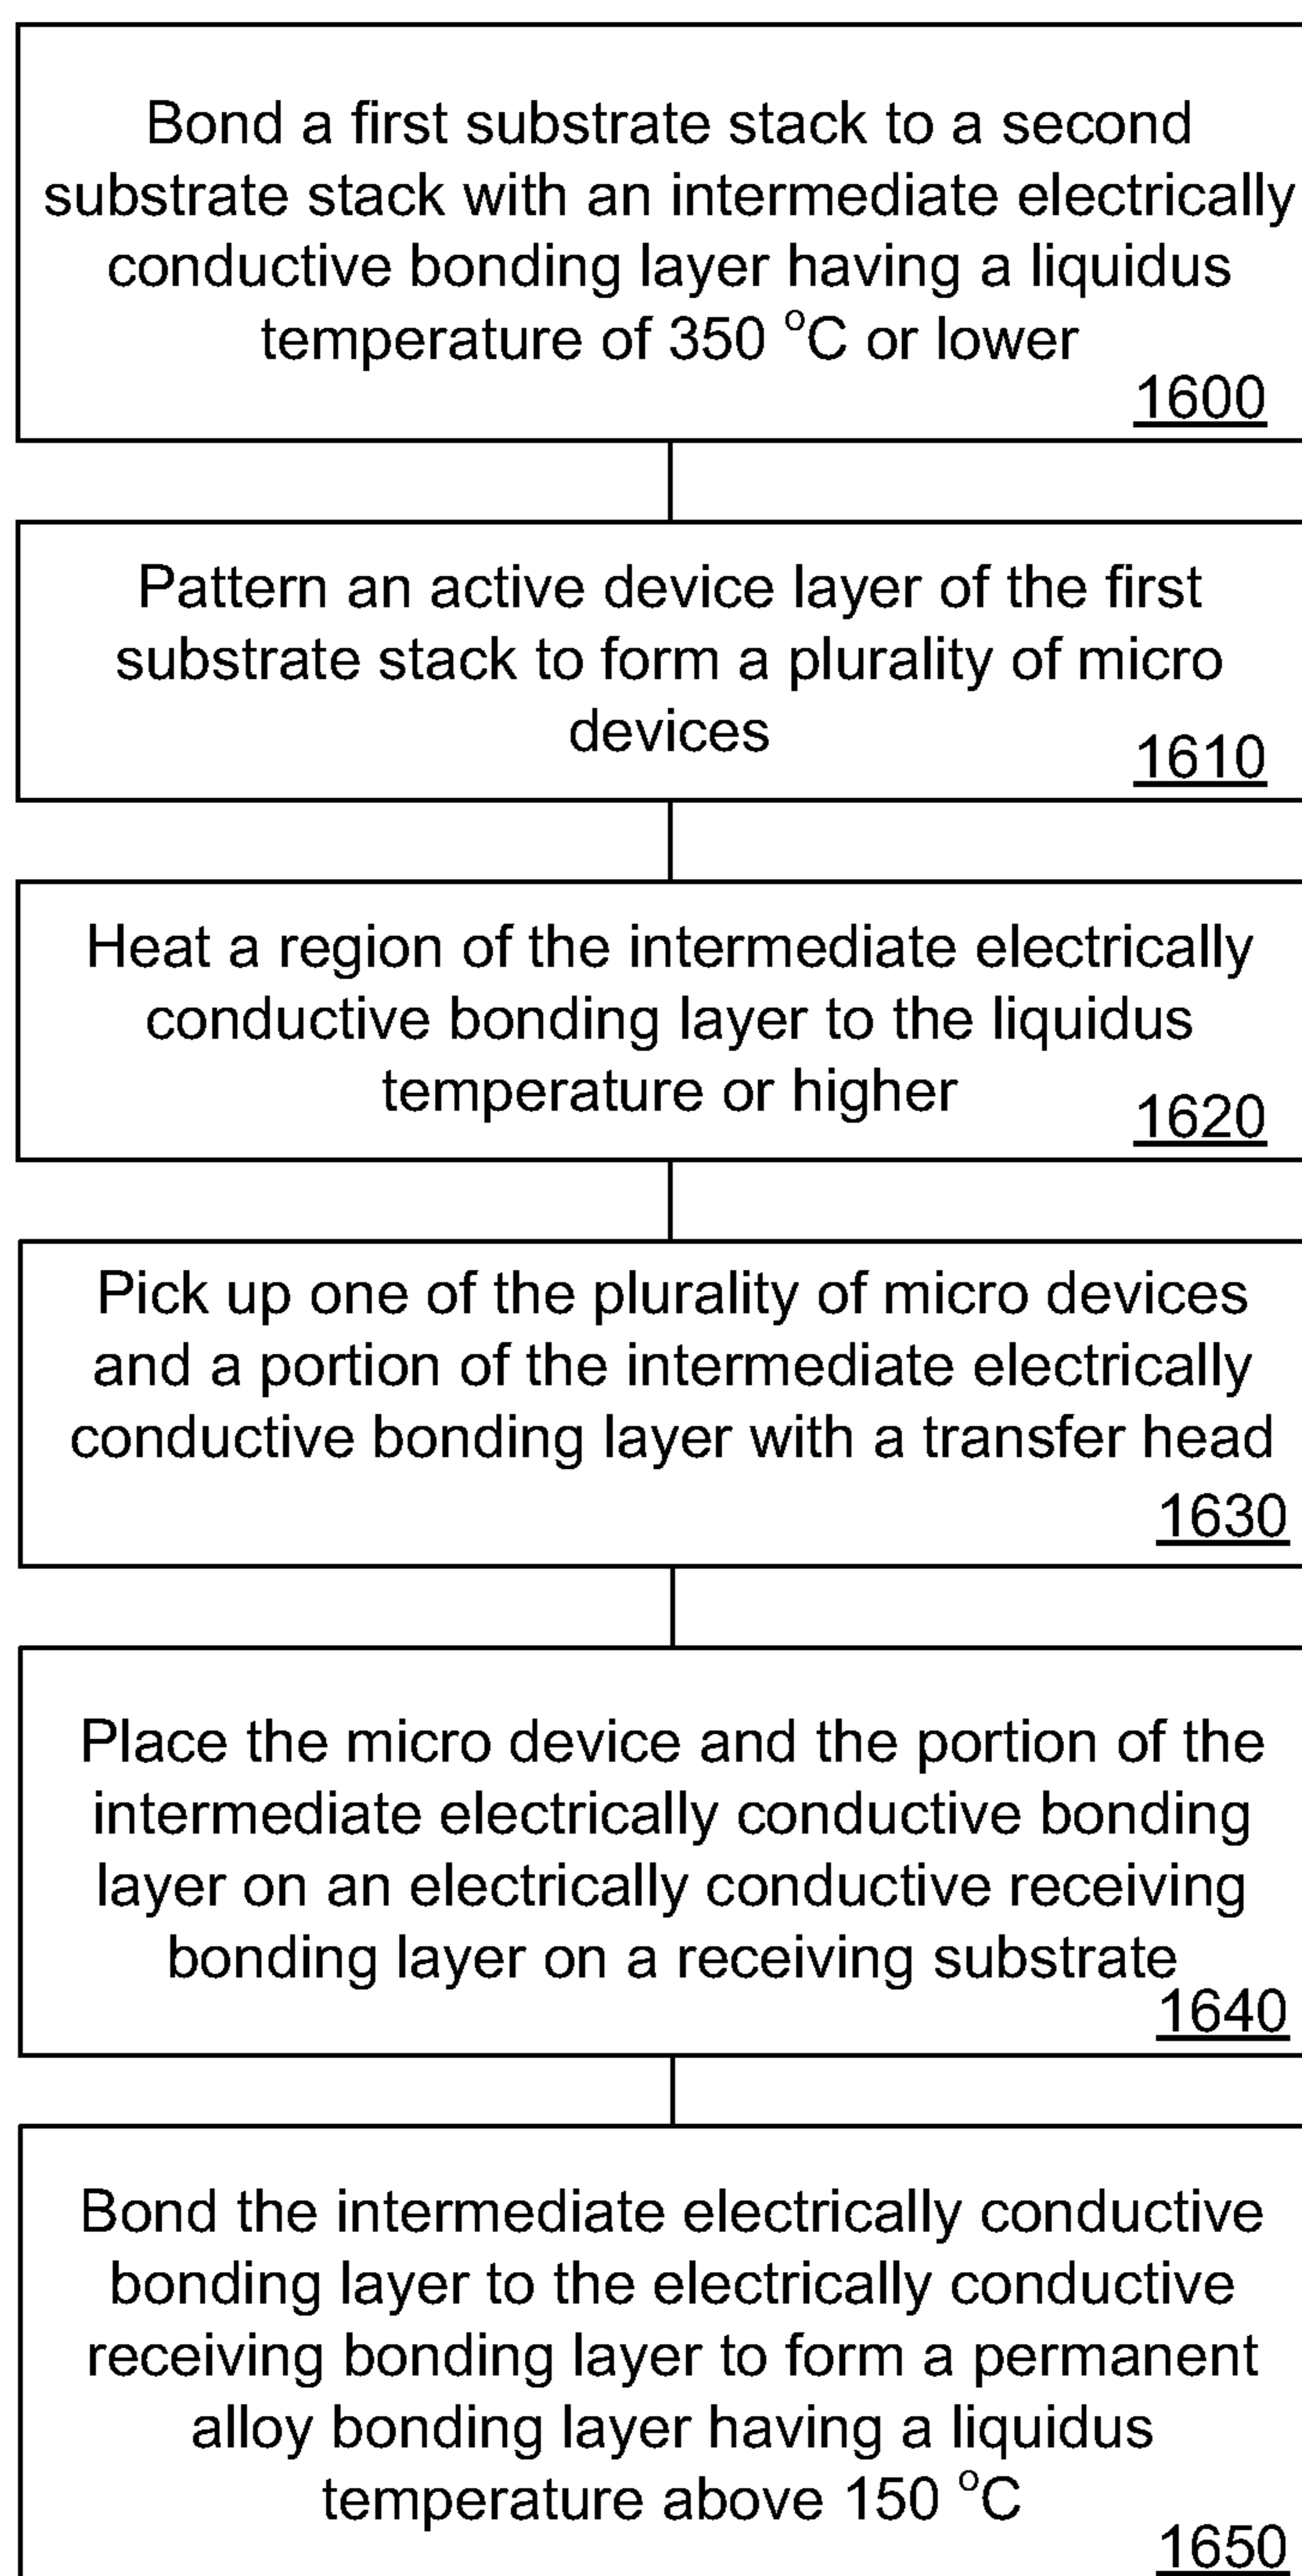 Bond a first substrate stack to a second
substrate stack with an intermediate electrically
conductive bonding layer having a liquidus
temperature of 350 °C or lower
1600
Pattern an active device layer of the first
substrate stack to form a plurality of micro
devices
1610
Heat a region of the intermediate electrically
conductive bonding layer to the liquidus
temperature or higher
1620
Pick up one of the plurality of micro devices
and a portion of the intermediate electrically
conductive bonding layer with a transfer head
1630
Place the micro device and the portion of the
intermediate electrically conductive bonding
layer on an electrically conductive receiving
bonding layer on a receiving substrate
1640
Bond the intermediate electrically conductive
bonding layer to the electrically conductive
receiving bonding layer to form a permanent
alloy bonding layer having a liquidus
temperature above 150 °C
1650